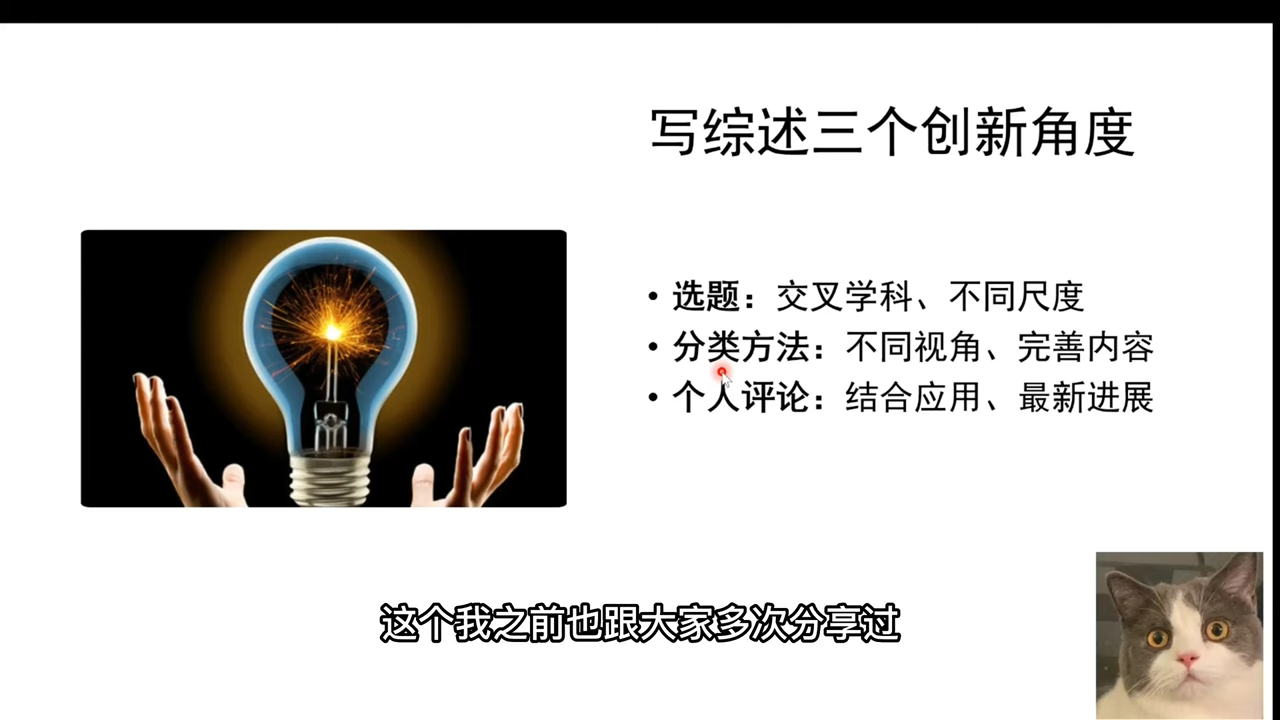 写综述三个创新角度
• 选题：交叉学科、不同尺度
• 分类方法：不同视角、完善内容
• 个人评论：结合应用、最新进展
这个我之前也跟大家多次分享过